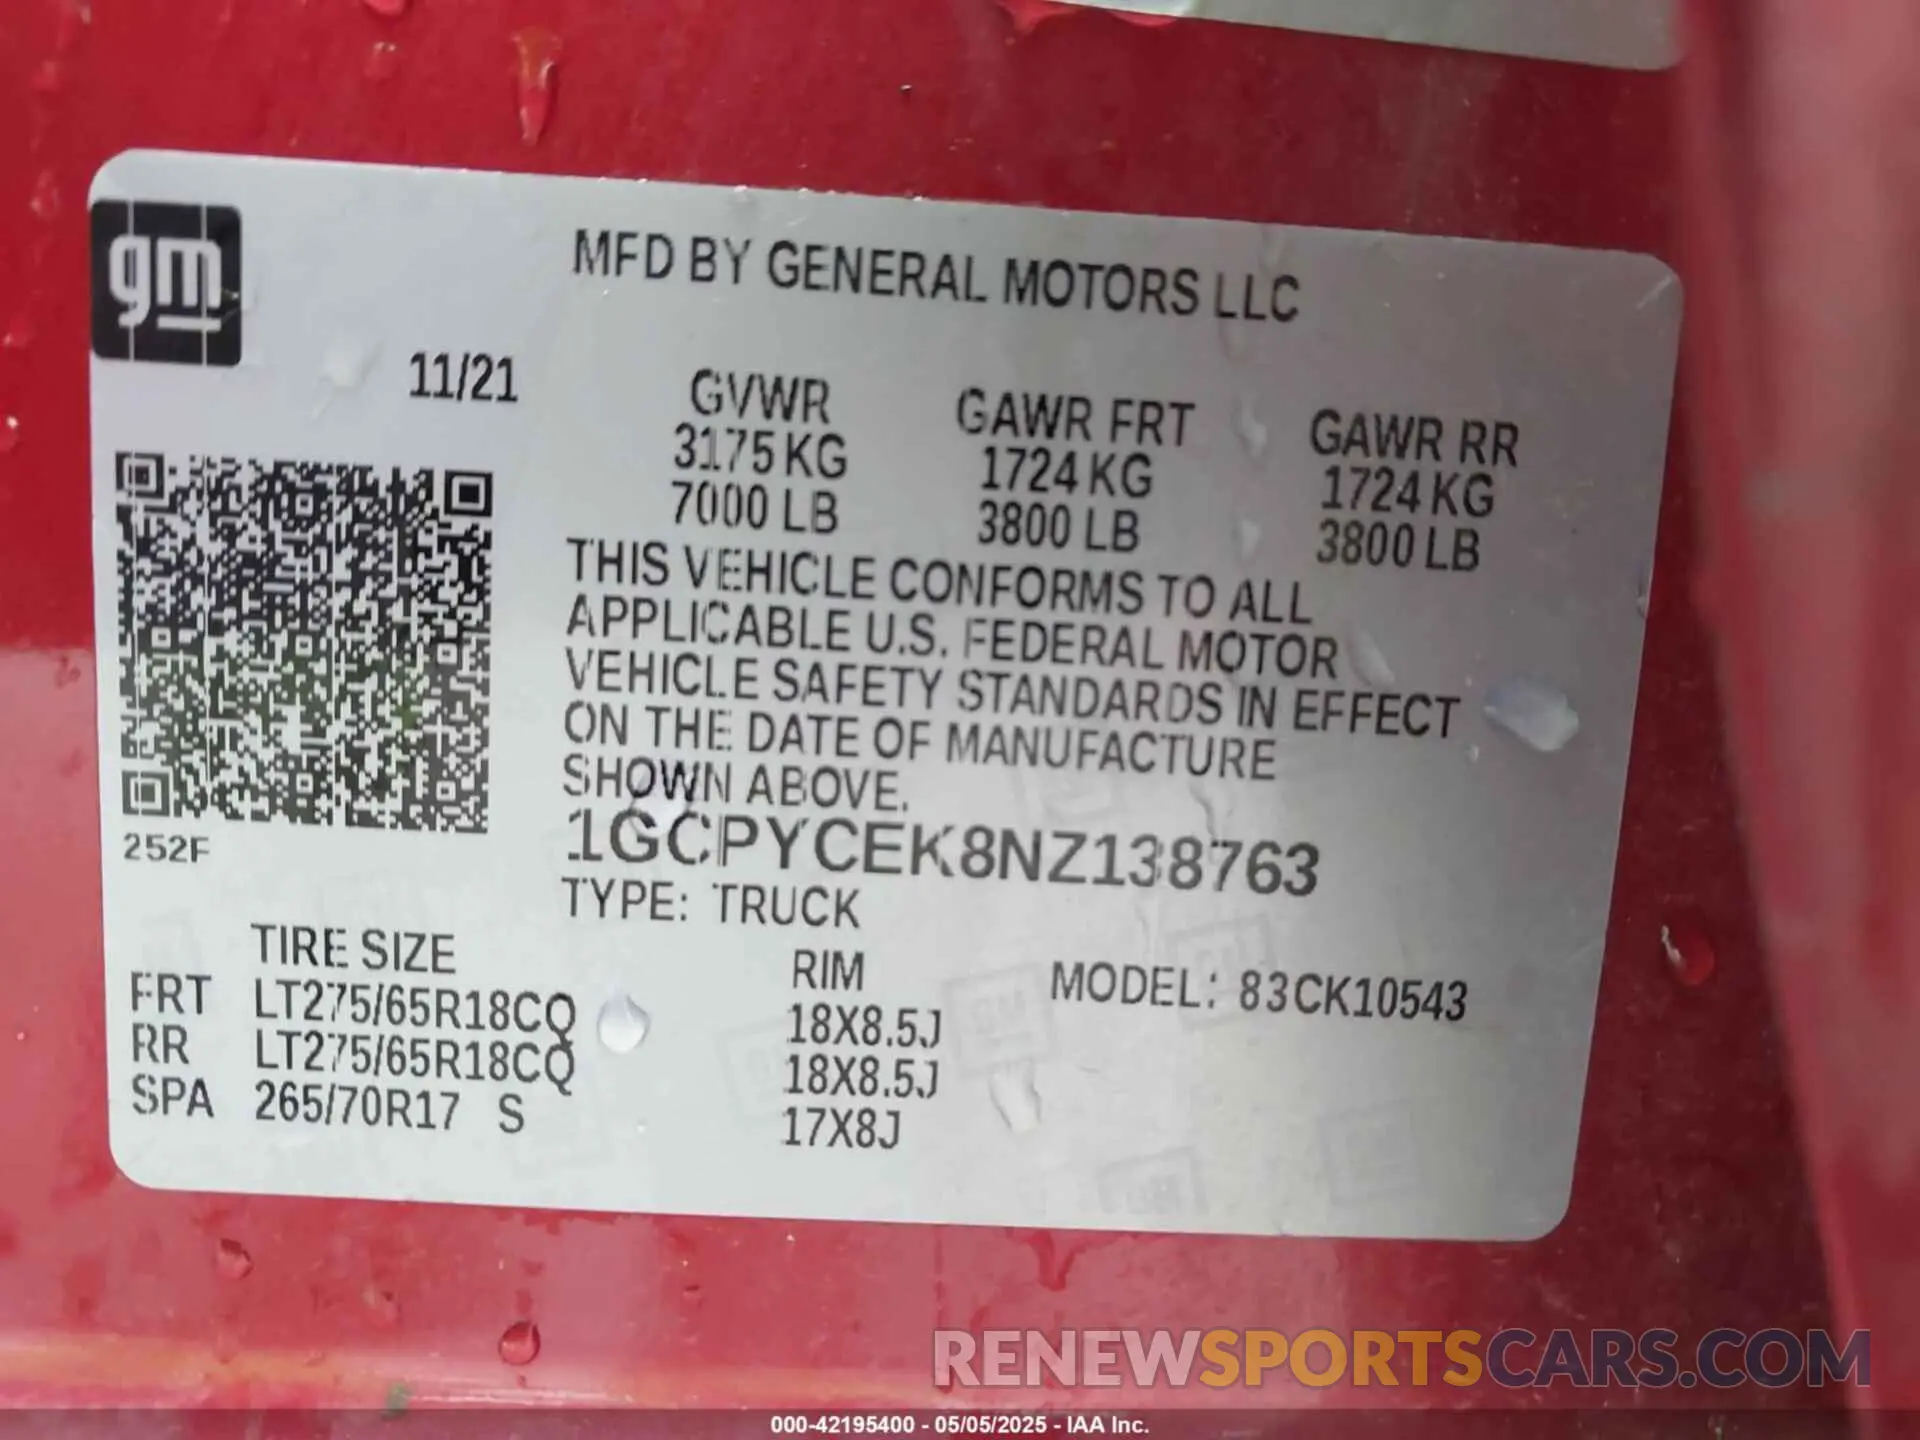 gm
MFD BY GENERAL MOTORS LLC
11/21
GVWR GAWR FRT GAWR RR
3175 KG 1724 KG 1724 KG
7000 LB 3800 LB 3800 LB
THIS VEHICLE CONFORMS TO ALL
APPLICABLE U.S. FEDERAL MOTOR
VEHICLE SAFETY STANDARDS IN EFFECT
ON THE DATE OF MANUFACTURE
SHOWN ABOVE.
252F
1GCPYCEK8NZ138763
TYPE: TRUCK
TIRE SIZE RIM MODEL: 83CK10543
FRT LT275/65R18CQ 18X8.5J
RR LT275/65R18CQ 18X8.5J
SPA 265/70R17 S 17X8J
RENEWSPORTSCARS.COM
000-42195400 - 05/05/2025 - IAA Inc.